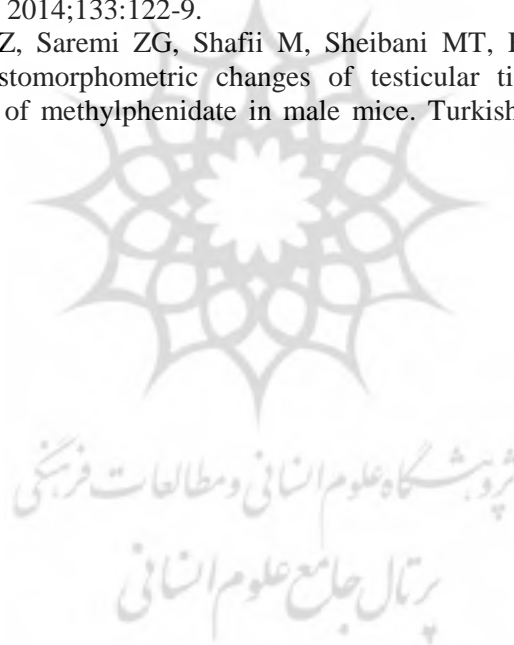 2014;133:122-9.
Z, Saremi ZG, Shafii M, Sheibani MT,
stomorphometric changes of testicular
of methylphenidate in male mice. Turkish
پژوهشگاه علوم انسانی و مطالعات فرهنگی
پرتال جامع علوم انسانی